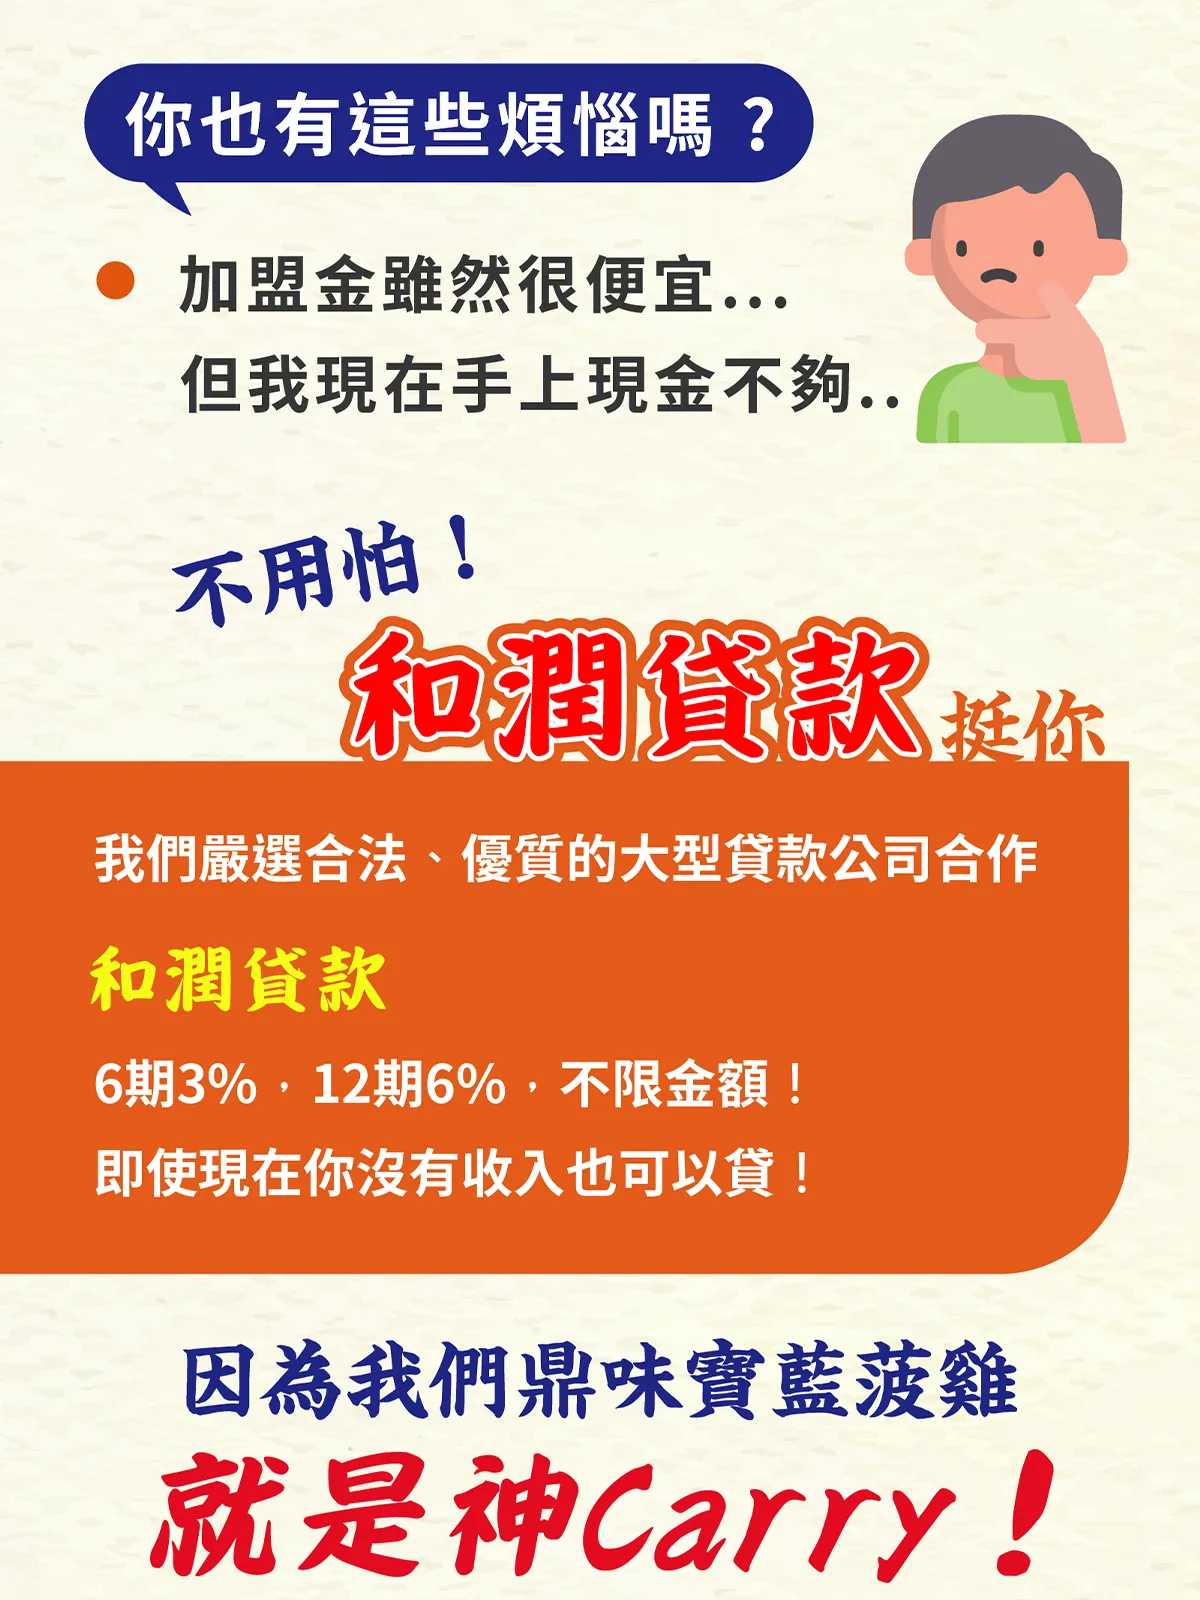 你也有這些煩惱嗎？
加盟金雖然很便宜...
但我現在手上現金不夠..
不用怕！
和潤貸款挺你
我們嚴選合法、優質的大型貸款公司合作
和潤貸款
6期3%，12期6%，不限金額！
即使現在你沒有收入也可以貸！
因為我們鼎味寶藍菠雞
就是神Carry！